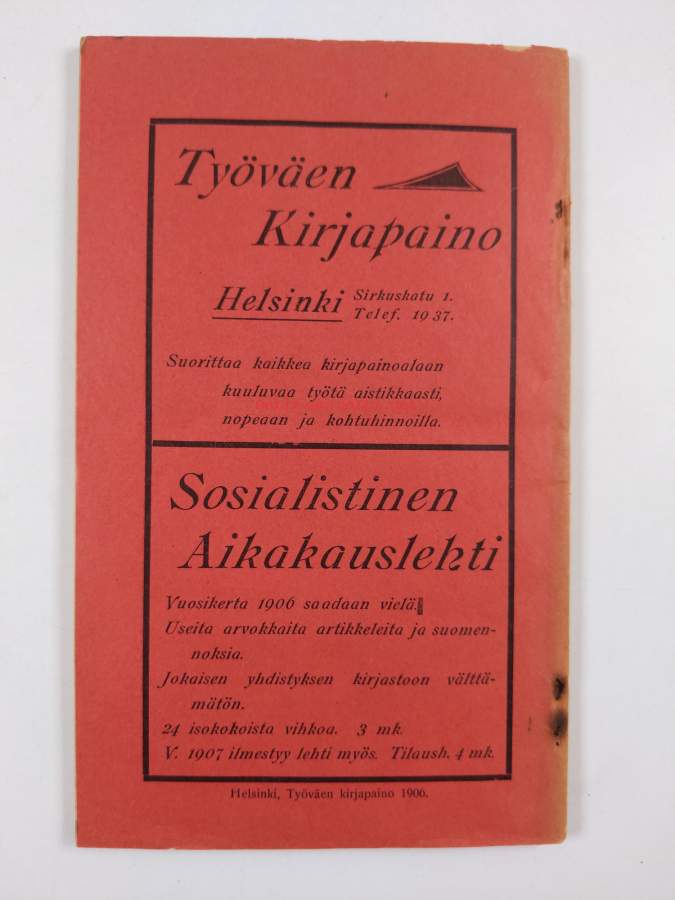 Työväen
Kirjapaino
Helsinki Sirkuskatu 1.
Telef. 19 37.
Suorittaa kaikkea kirjapainoalaan
kuuluvaa työtä aistikkaasti,
nopeaan ja kohtuhinnoilla.
Sosialistinen
Aikakauslehti
Vuosikerta 1906 saadaan vielä.
Useita arvokkaita artikkeleita ja suomen-
noksia.
Jokaisen yhdistyksen kirjastoon välttä-
mätön.
24 isokokoista vihkoa. 3 mk.
V. 1907 ilmestyy lehti myös. Tilaush. 4 mk.
Helsinki, Työväen kirjapaino 1906.